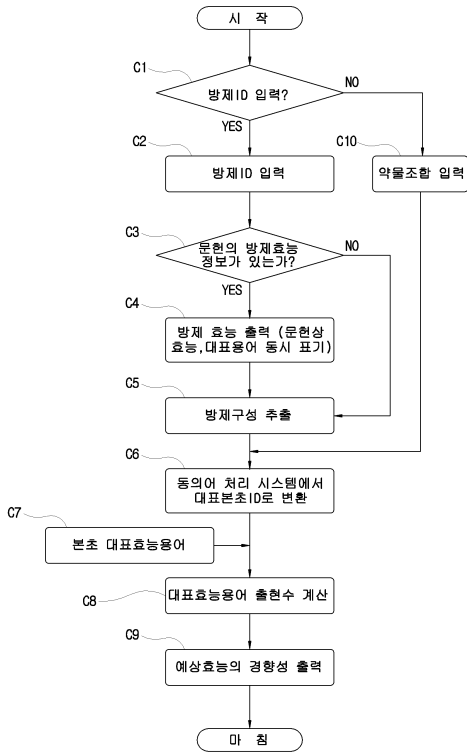 시 작
C1
방제ID 입력?
NO
YES
C2
방제ID 입력
C10
약물조합 입력
C3
문헌의 방제효능
정보가 있는가?
NO
YES
C4
방제 효능 출력 (문헌상
효능,대표용어 동시 표기)
C5
방제구성 추출
C6
동의어 처리 시스템에서
대표본초ID로 변환
C7
본초 대표효능용어
C8
대표효능용어 출현수 계산
C9
예상효능의 경향성 출력
마 침